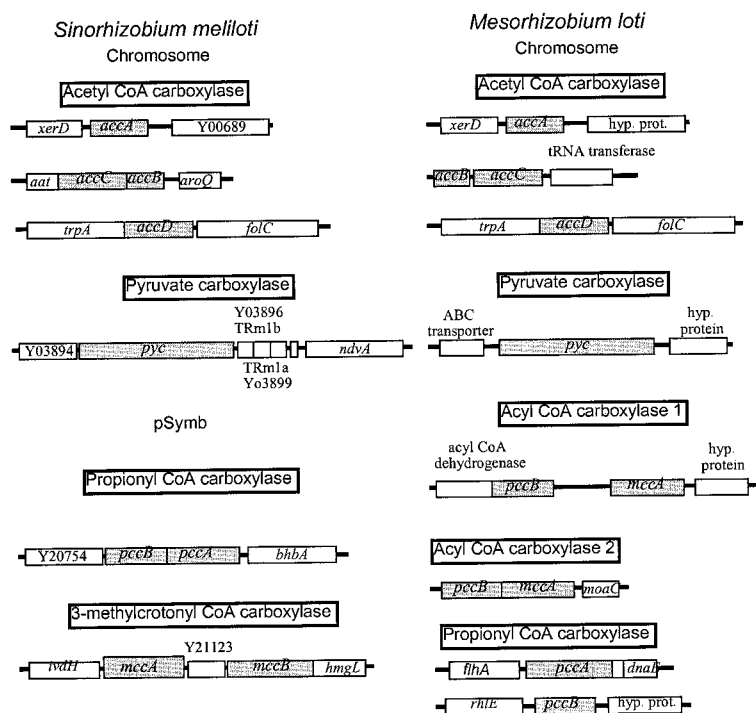 Sinorhizobium meliloti
Chromosome
Acetyl CoA carboxylase
xerD accA Y00689
aat accC accB aroQ
trpA accD folC
Pyruvate carboxylase
Y03896
TRm1b
Y03894 pyc ndvA
TRm1a
Yo3899
pSymb
Propionyl CoA carboxylase
Y20754 pccB pccA bhbA
3-methylcrotonyl CoA carboxylase
Y21123
ivdH mccA mccB hmgL
Mesorhizobium loti
Chromosome
Acetyl CoA carboxylase
xerD accA hyp. prot.
tRNA transferase
accB accC
trpA accD folC
Pyruvate carboxylase
ABC
transporter
hyp.
protein
pyc
Acyl CoA carboxylase 1
acyl CoA
dehydrogenase
hyp.
protein
pccB mccA
Acyl CoA carboxylase 2
pccB mccA moaC
Propionyl CoA carboxylase
flhA pccA dnaE
rhlE pccB hyp. prot.